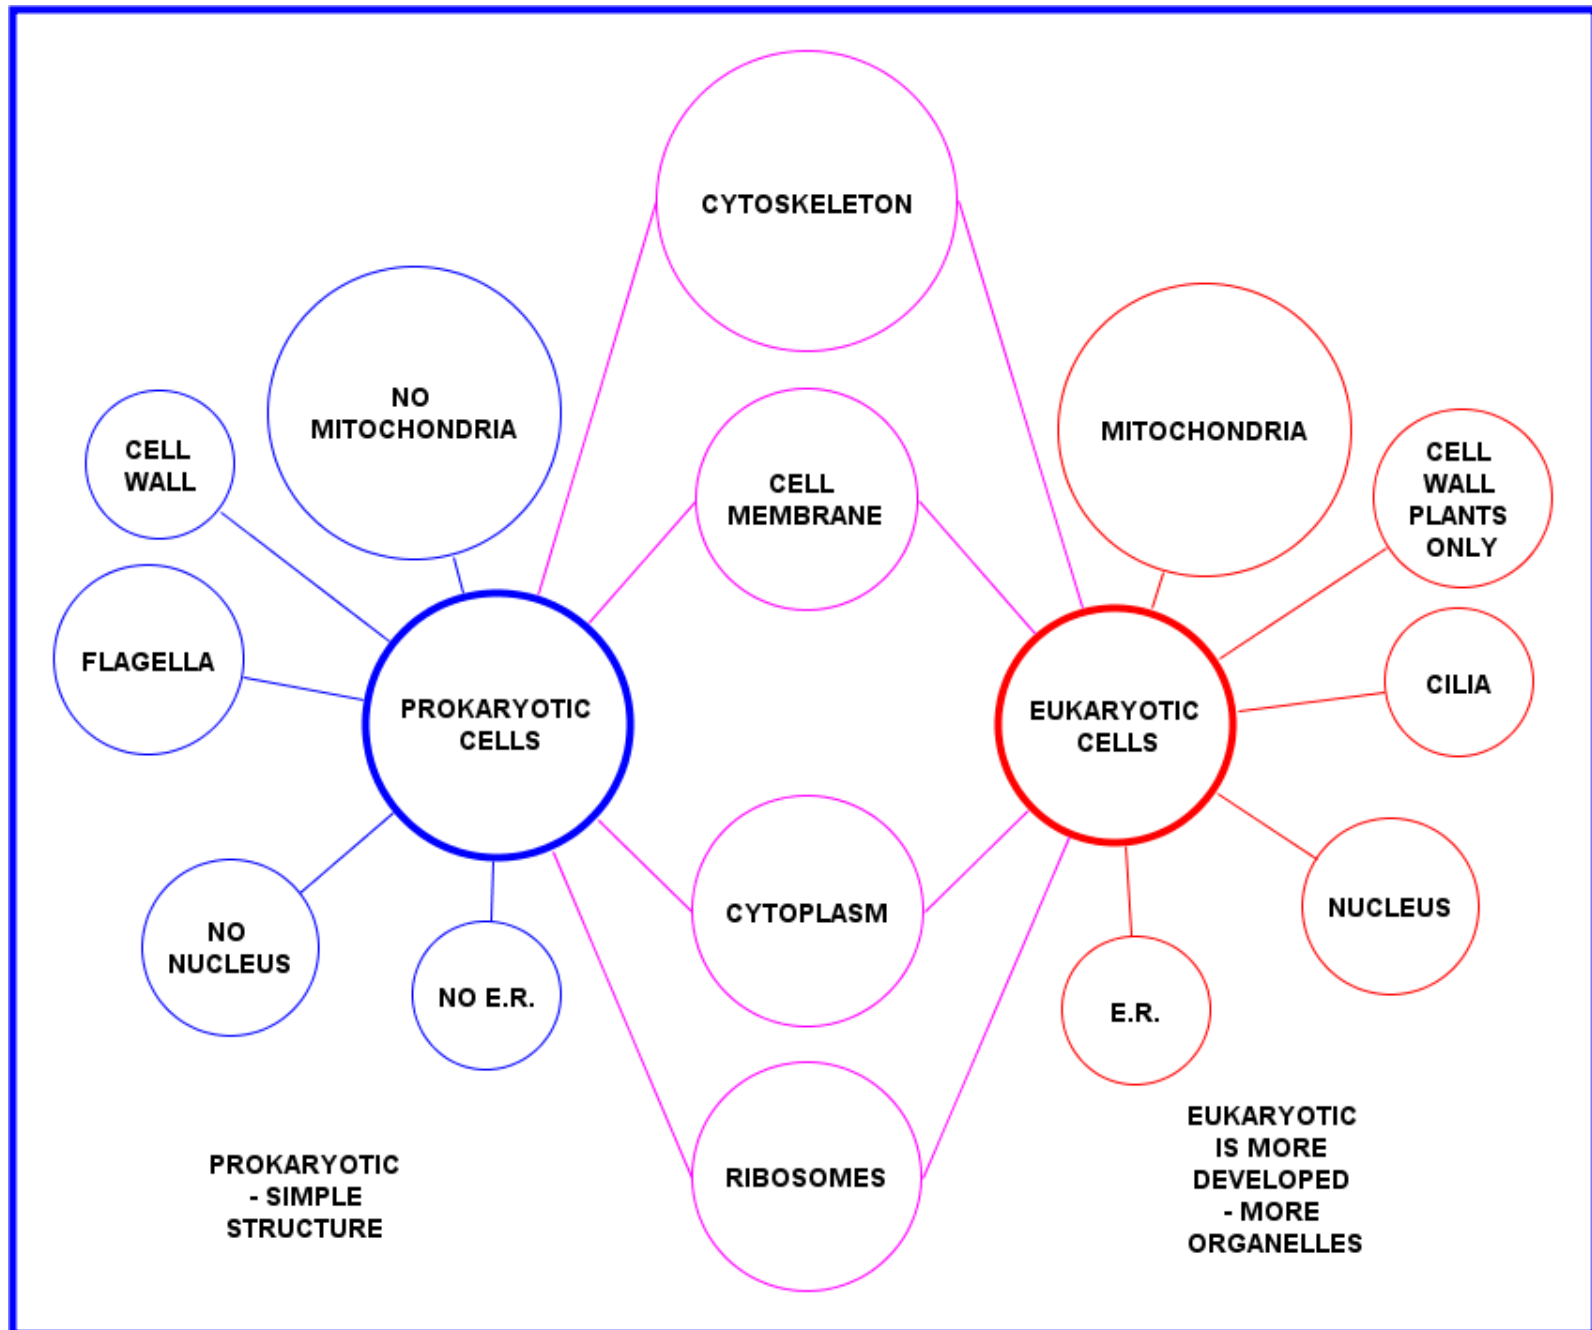 CYTOSKELETON
NO
MITOCHONDRIA
MITOCHONDRIA
CELL
WALL
CELL
MEMBRANE
CELL
WALL
PLANTS
ONLY
FLAGELLA
CILIA
PROKARYOTIC
CELLS
EUKARYOTIC
CELLS
NO
NUCLEUS
NO E.R.
CYTOPLASM
E.R.
NUCLEUS
RIBOSOMES
PROKARYOTIC
- SIMPLE
STRUCTURE
EUKARYOTIC
IS MORE
DEVELOPED
- MORE
ORGANELLES